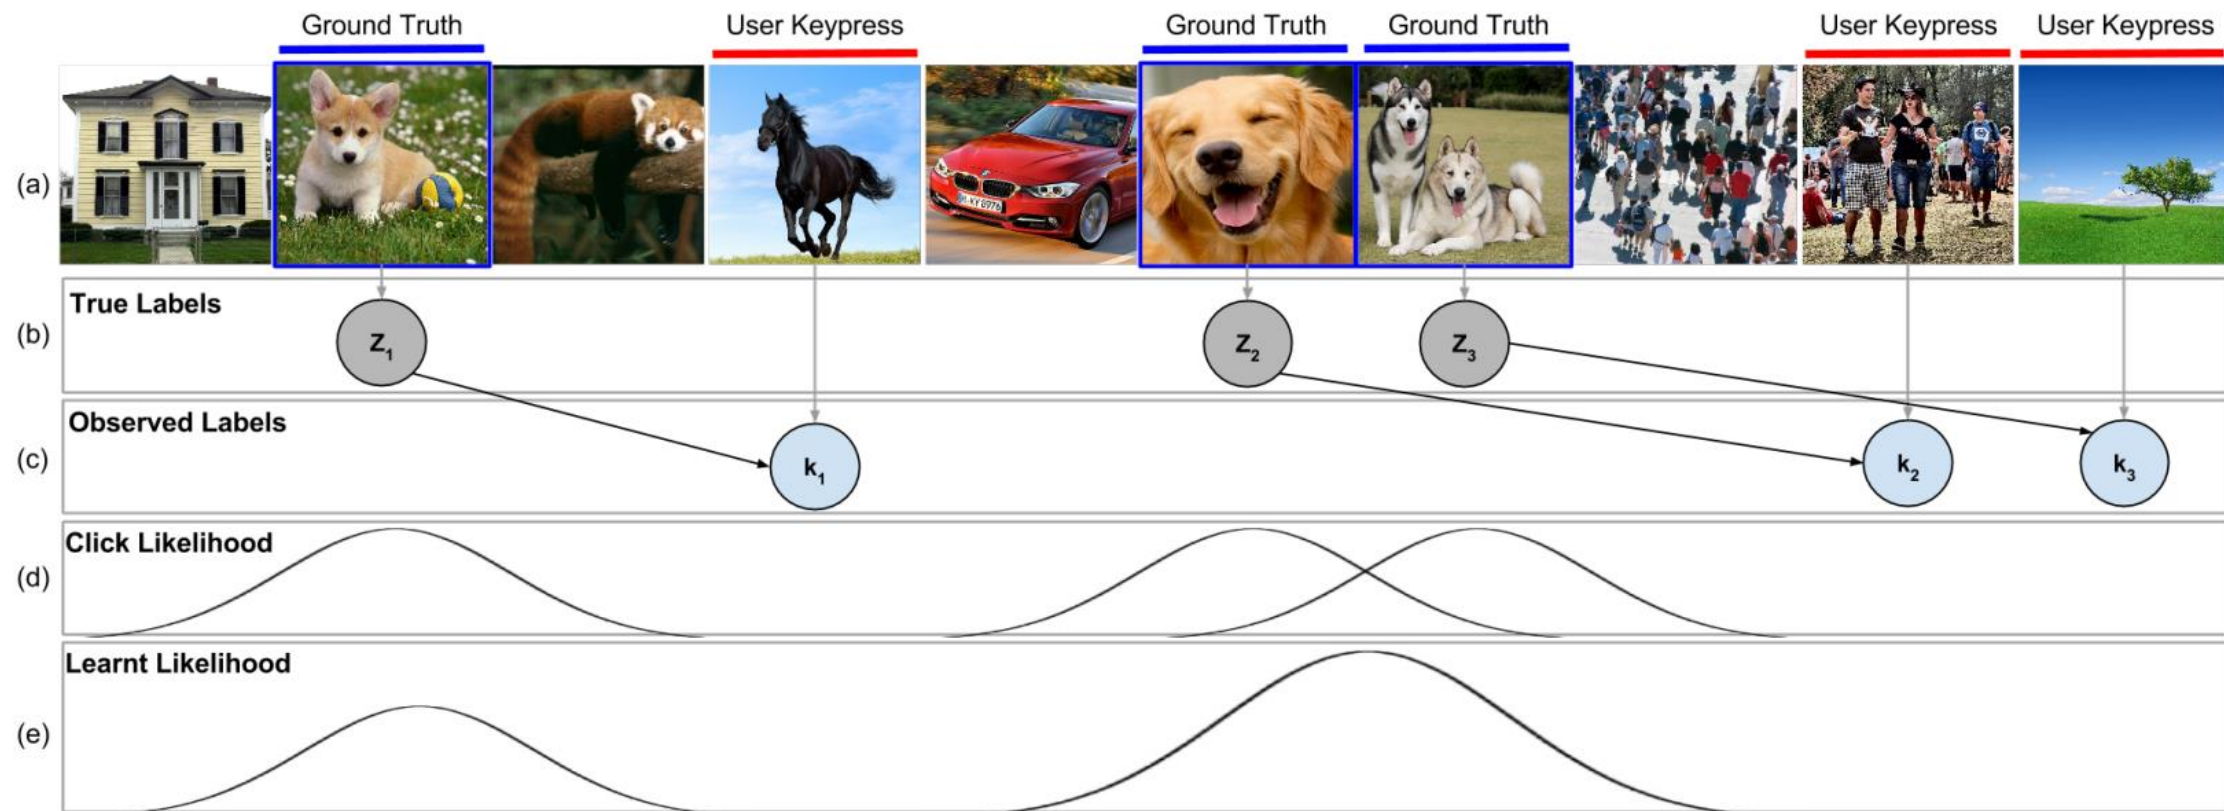 Ground Truth
User Keypress
Ground Truth
Ground Truth
User Keypress
User Keypress
(a)
(b)
True Labels
Z1
Z2
Z3
(c)
Observed Labels
k1
k2
k3
(d)
Click Likelihood
(e)
Learnt Likelihood